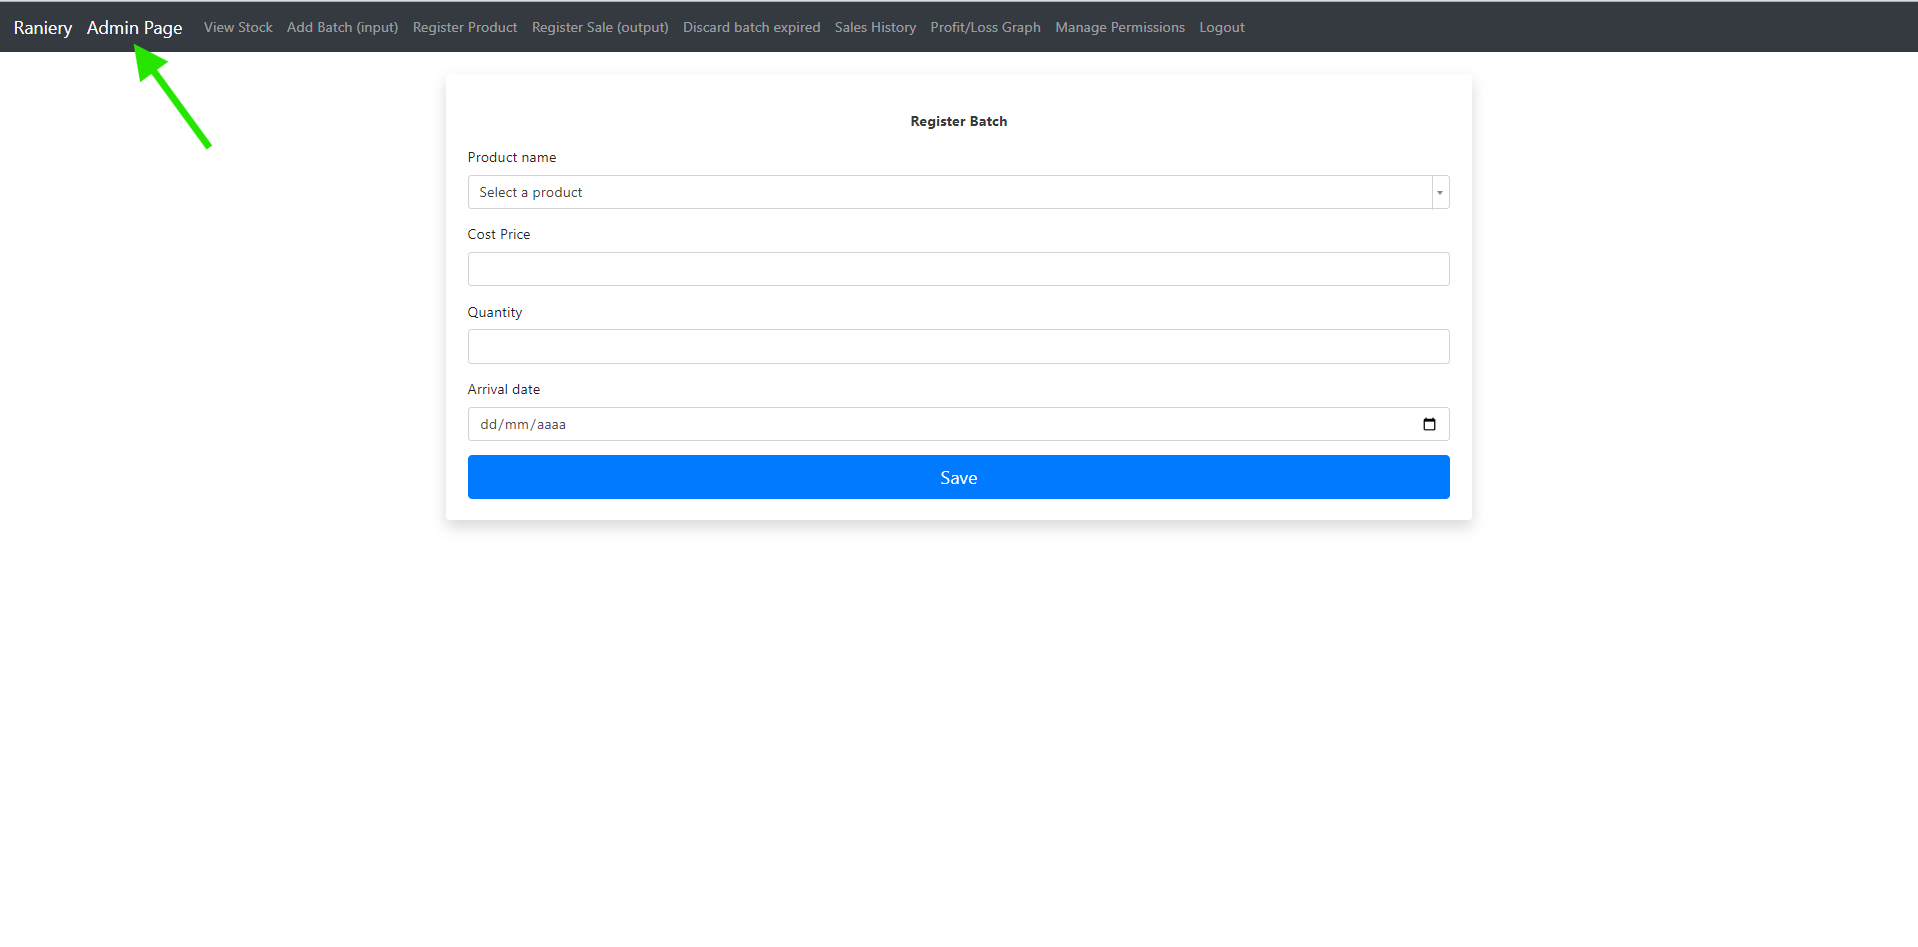 Raniery Admin Page View Stock Add Batch (input) Register Product Register Sale (output) Discard batch expired Sales History Profit/Loss Graph Manage Permissions Logout
Register Batch
Product name
Select a product
Cost Price
Quantity
Arrival date
dd/mm/aaaa
Save